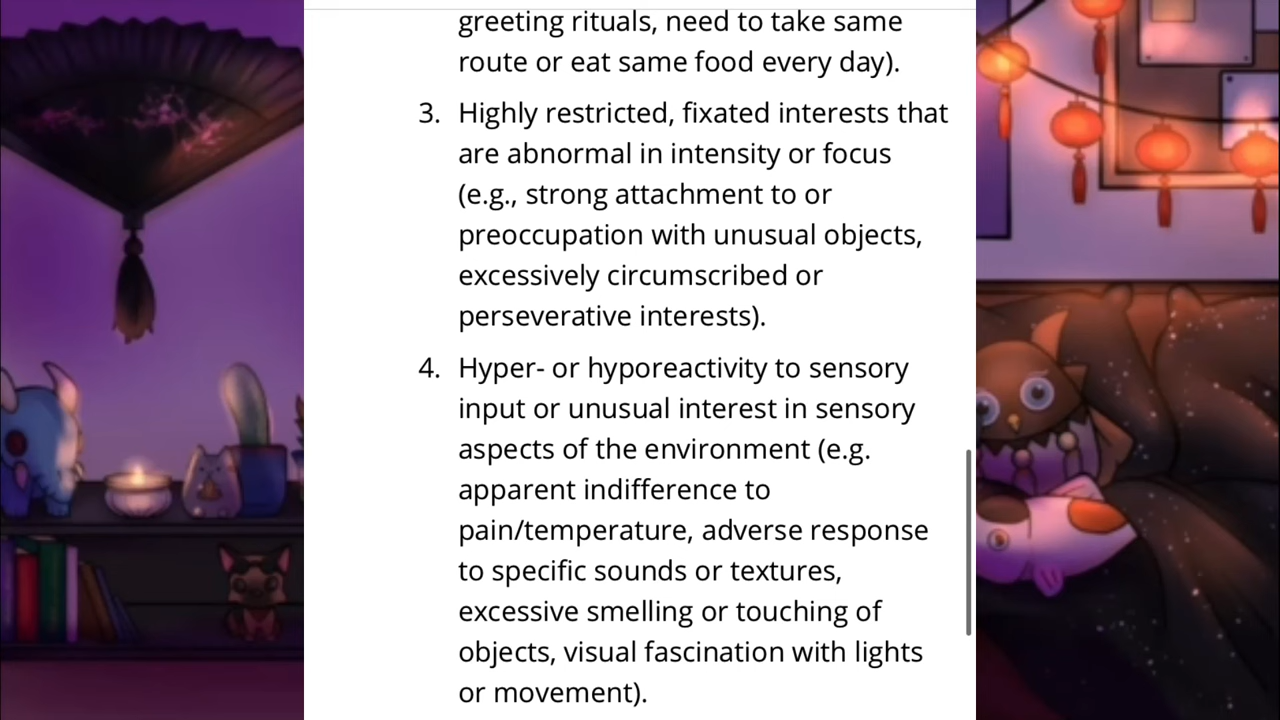 greeting rituals, need to take same
route or eat same food every day).
3. Highly restricted, fixated interests that
are abnormal in intensity or focus
(e.g., strong attachment to or
preoccupation with unusual objects,
excessively circumscribed or
perseverative interests).
4. Hyper- or hyporeactivity to sensory
input or unusual interest in sensory
aspects of the environment (e.g.
apparent indifference to
pain/temperature, adverse response
to specific sounds or textures,
excessive smelling or touching of
objects, visual fascination with lights
or movement).